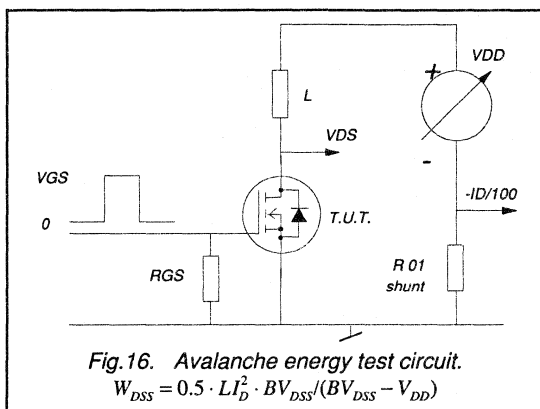 VDD
+
L
VDS
-
VGS
-ID/100
0
T.U.T.
RGS
R 01
shunt
Fig.16. Avalanche energy test circuit.
W_DSS = 0.5 · LI_D^2 · BV_DSS/(BV_DSS − V_DD)